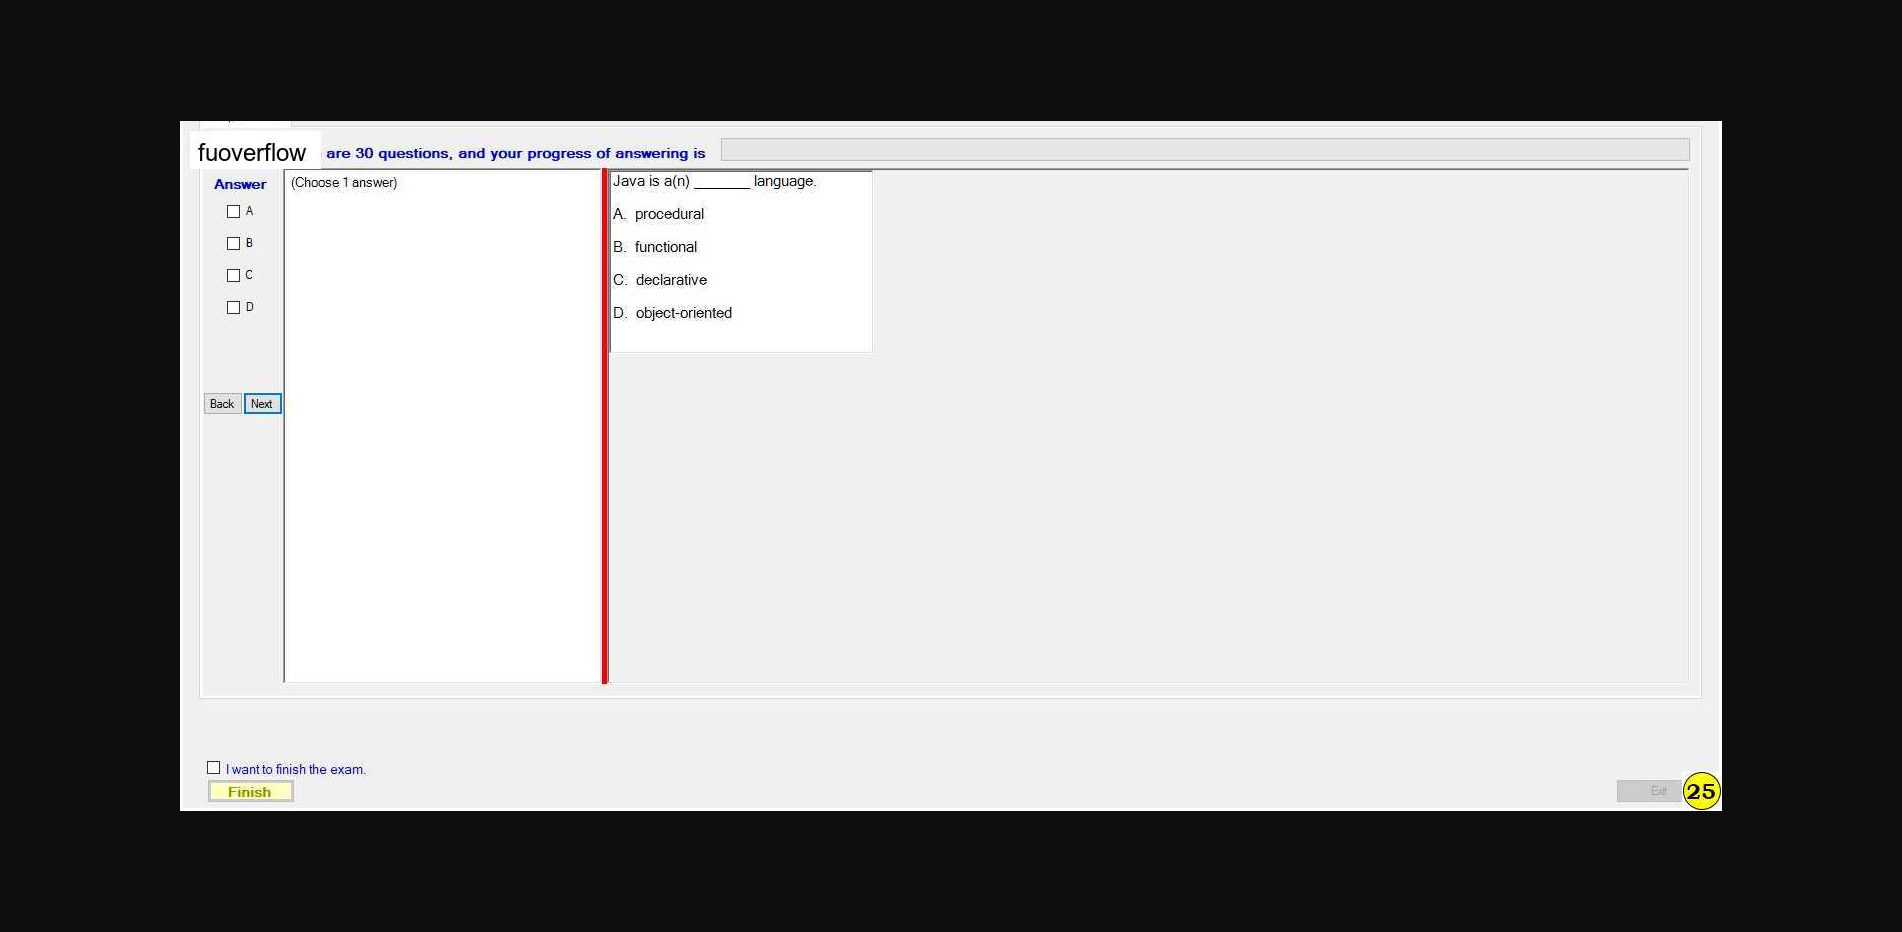 fuoverflow are 30 questions, and your progress of answering is
Answer
(Choose 1 answer)
A
B
C
D
Back Next
Java is a(n) _______ language.
A. procedural
B. functional
C. declarative
D. object-oriented
I want to finish the exam.
Finish
Exit
25